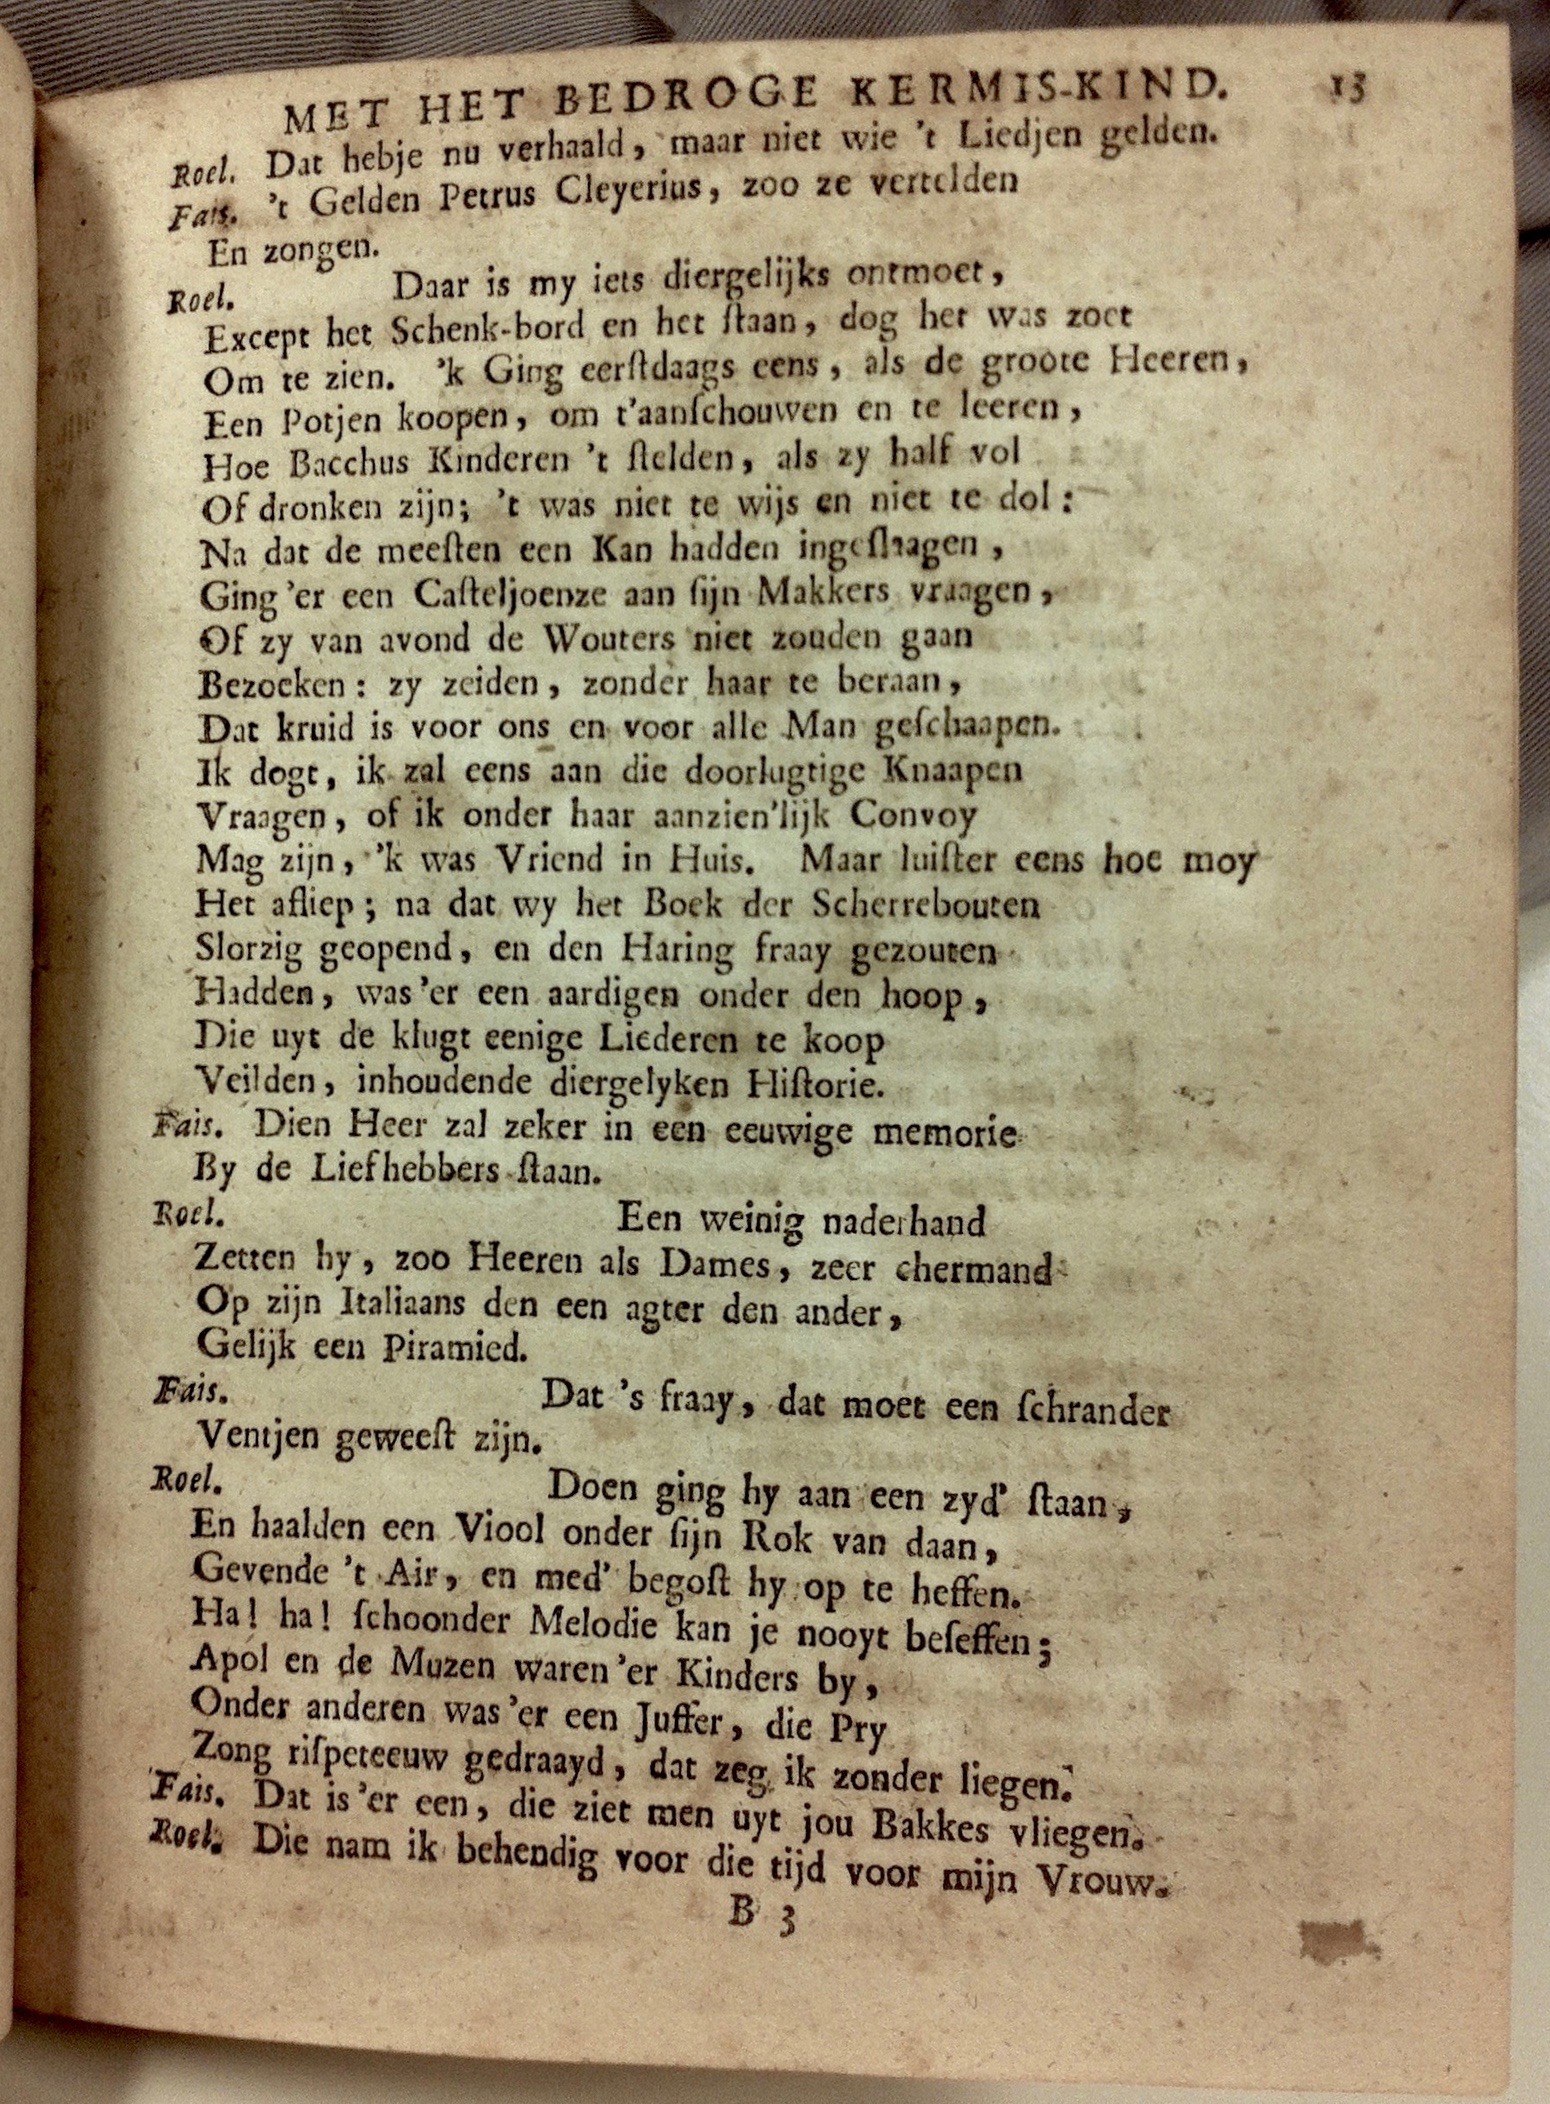 MET HET BEDROGE KERMIS-KIND. 13
Roel. Dat hebje nu verhaald, maar niet wie 't Liedjen gelden.
Fais. 't Gelden Petrus Cleyerius, zoo ze vertelden
En zongen.
Roel. Daar is my iets diergelijks ontmoet,
Except het Schenk-bord en het ſtaan, dog het was zoet
Om te zien. 'k Ging eerſtdaags eens, als de groote Heeren,
Een Potjen koopen, om t'aanſchouwen en te leeren,
Hoe Bacchus Kinderen 't ſtelden, als zy half vol
Of dronken zijn; 't was niet te wijs en niet te dol:
Na dat de meeſten een Kan hadden ingeſlaagen,
Ging 'er een Caſteljoenze aan ſijn Makkers vraagen,
Of zy van avond de Wouters niet zouden gaan
Bezoeken: zy zeiden, zonder haar te beraan,
Dat kruid is voor ons en voor alle Man geſchaapen.
Ik dogt, ik zal eens aan die doorlugtige Knaapen
Vraagen, of ik onder haar aanzien'lijk Convoy
Mag zijn, 'k was Vriend in Huis. Maar luiſter eens hoe moy
Het afliep; na dat wy het Boek der Scherrebouten
Slorzig geopend, en den Haring fraay gezouten
Hadden, was 'er een aardigen onder den hoop,
Die uyt de klugt eenige Liederen te koop
Veilden, inhoudende diergelyken Hiſtorie.
Fais. Dien Heer zal zeker in een eeuwige memorie
By de Liefhebbers ſtaan.
Roel. Een weinig naderhand
Zetten hy, zoo Heeren als Dames, zeer chermand
Op zijn Italiaans den een agter den ander,
Gelijk een Piramied.
Fais. Dat 's fraay, dat moet een ſchrander
Ventjen geweeſt zijn.
Roel. Doen ging hy aan een zyd' ſtaan,
En haalden een Viool onder ſijn Rok van daan,
Gevende 't Air, en med' begoſt hy op te heffen.
Ha! ha! ſchoonder Melodie kan je nooyt beſeffen;
Apol en de Muzen waren 'er Kinders by,
Onder anderen was 'er een Juffer, die Pry
Zong riſpeteeuw gedraayd, dat zeg ik zonder liegen.
Fais. Dat is 'er een, die ziet men uyt jou Bakkes vliegen.
Roel. Die nam ik behendig voor die tijd voor mijn Vrouw.
B 3